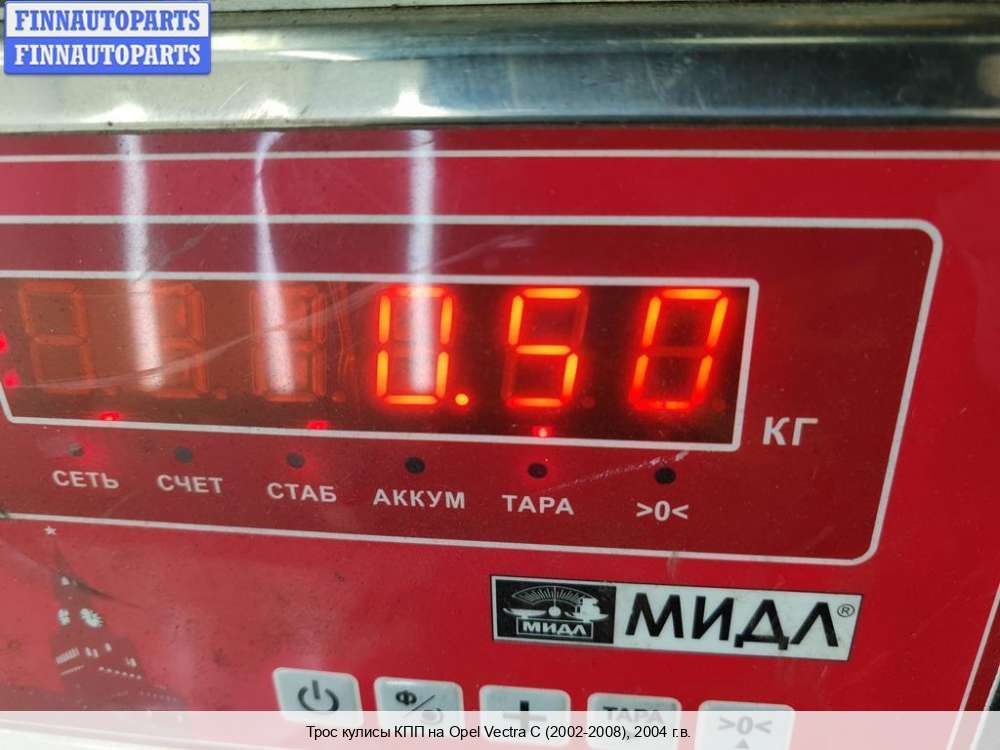 FINNAUTOPARTS
FINNAUTOPARTS
0.50
КГ
СЕТЬ СЧЕТ СТАБ АККУМ ТАРА >0<
МИДЛ
МИДЛ®
Ф/
ТАРА >0<
Трос кулисы КПП на Opel Vectra C (2002-2008), 2004 г.в.